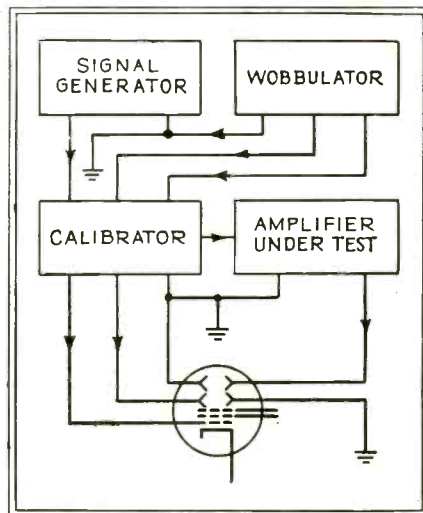 SIGNAL
GENERATOR
WOBBULATOR
CALIBRATOR
AMPLIFIER
UNDER TEST